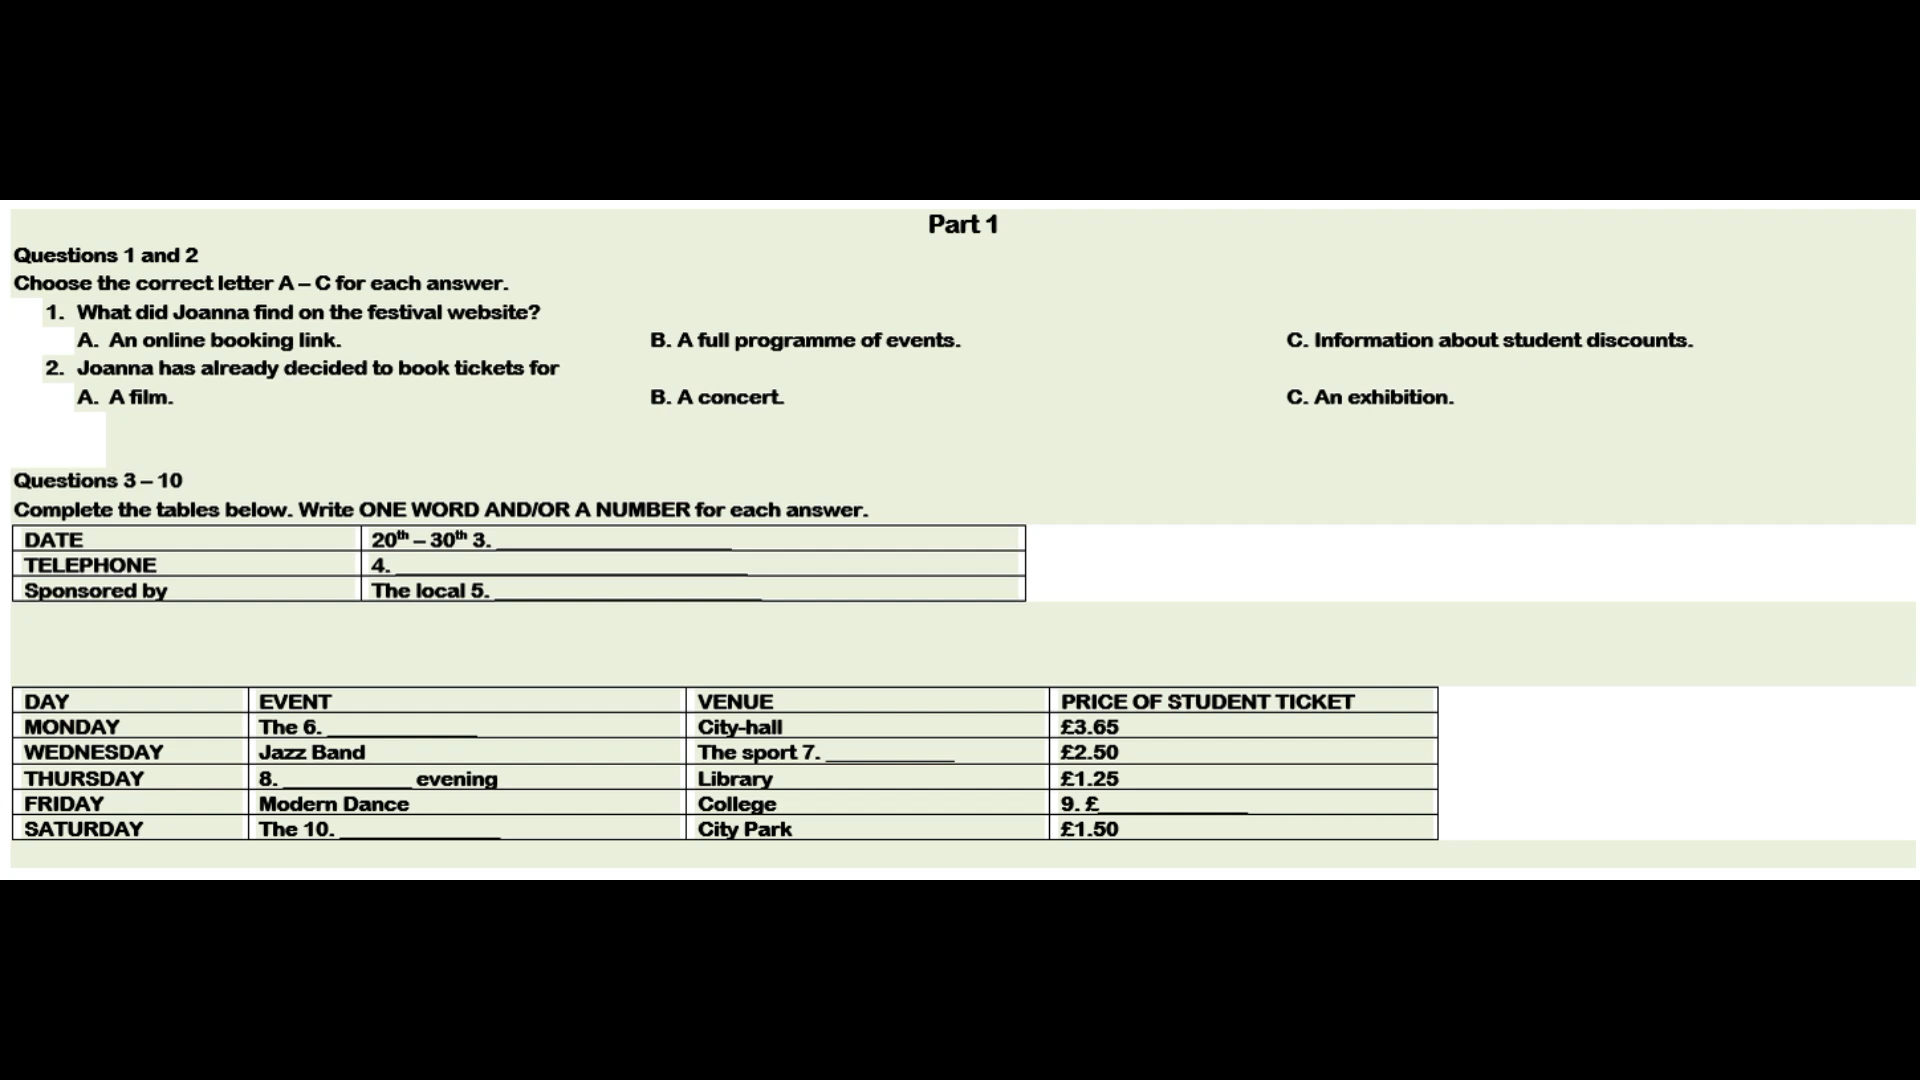 Part 1
Questions 1 and 2
Choose the correct letter A – C for each answer.
1. What did Joanna find on the festival website?
A. An online booking link. B. A full programme of events. C. Information about student discounts.
2. Joanna has already decided to book tickets for
A. A film. B. A concert. C. An exhibition.
Questions 3 – 10
Complete the tables below. Write ONE WORD AND/OR A NUMBER for each answer.
DATE 20th – 30th 3. ____________________
TELEPHONE 4. ____________________
Sponsored by The local 5. ____________________
DAY EVENT VENUE PRICE OF STUDENT TICKET
MONDAY The 6. ____________ City-hall £3.65
WEDNESDAY Jazz Band The sport 7. ____________ £2.50
THURSDAY 8. ____________ evening Library £1.25
FRIDAY Modern Dance College 9. £____________
SATURDAY The 10. ____________ City Park £1.50